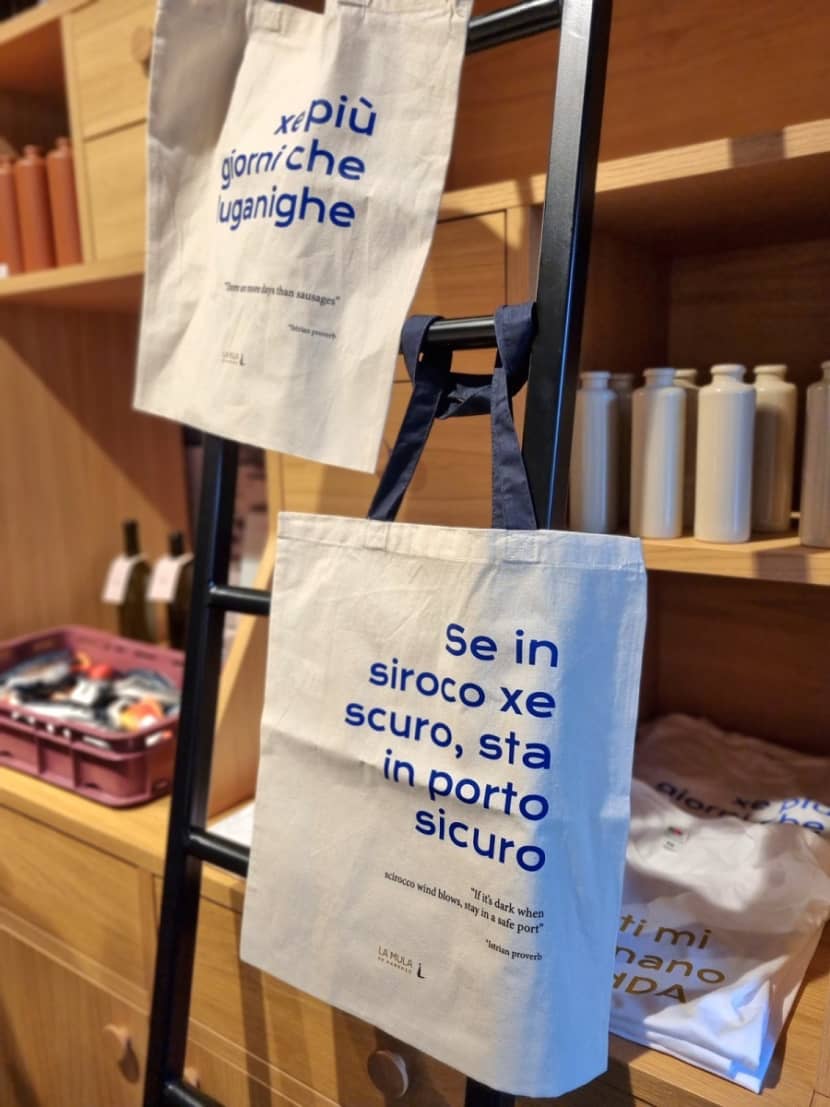 xe più
giorni che
luganighe
"There are more days than sausages"
*Istrian proverb
LA MULA
Se in
siroco xe
scuro, sta
in porto
sicuro
"If it's dark when
scirocco wind blows, stay in a safe port"
*Istrian proverb
LA MULA
xe più
giorni che
ti mi